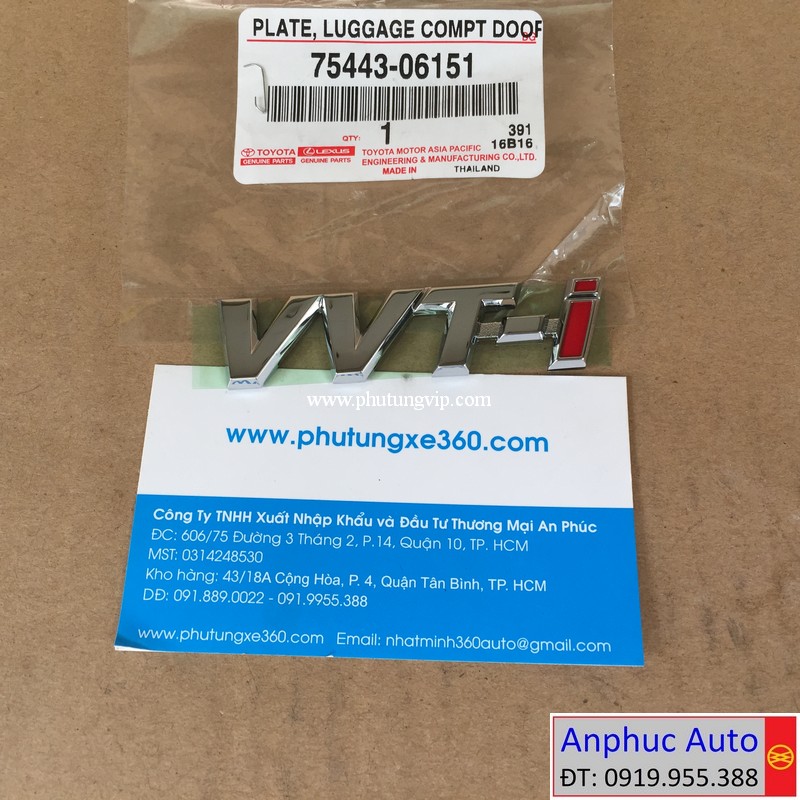 PLATE, LUGGAGE COMPT DOOR
BG
75443-06151
QTY: 1
391
16B16
TOYOTA LEXUS
GENUINE PARTS GENUINE PARTS
TOYOTA MOTOR ASIA PACIFIC
ENGINEERING & MANUFACTURING CO.,LTD.
MADE IN THAILAND
VVT-i
www.phutungvip.com
www.phutungxe360.com
Công Ty TNHH Xuất Nhập Khẩu và Đầu Tư Thương Mại An Phúc
ĐC: 606/75 Đường 3 Tháng 2, P.14, Quận 10, TP. HCM
MST: 0314248530
Kho hàng: 43/18A Cộng Hòa, P. 4, Quận Tân Bình, TP. HCM
DĐ: 091.889.0022 - 091.9955.388
www.phutungxe360.com Email: nhatminh360auto@gmail.com
Anphuc Auto
ĐT: 0919.955.388